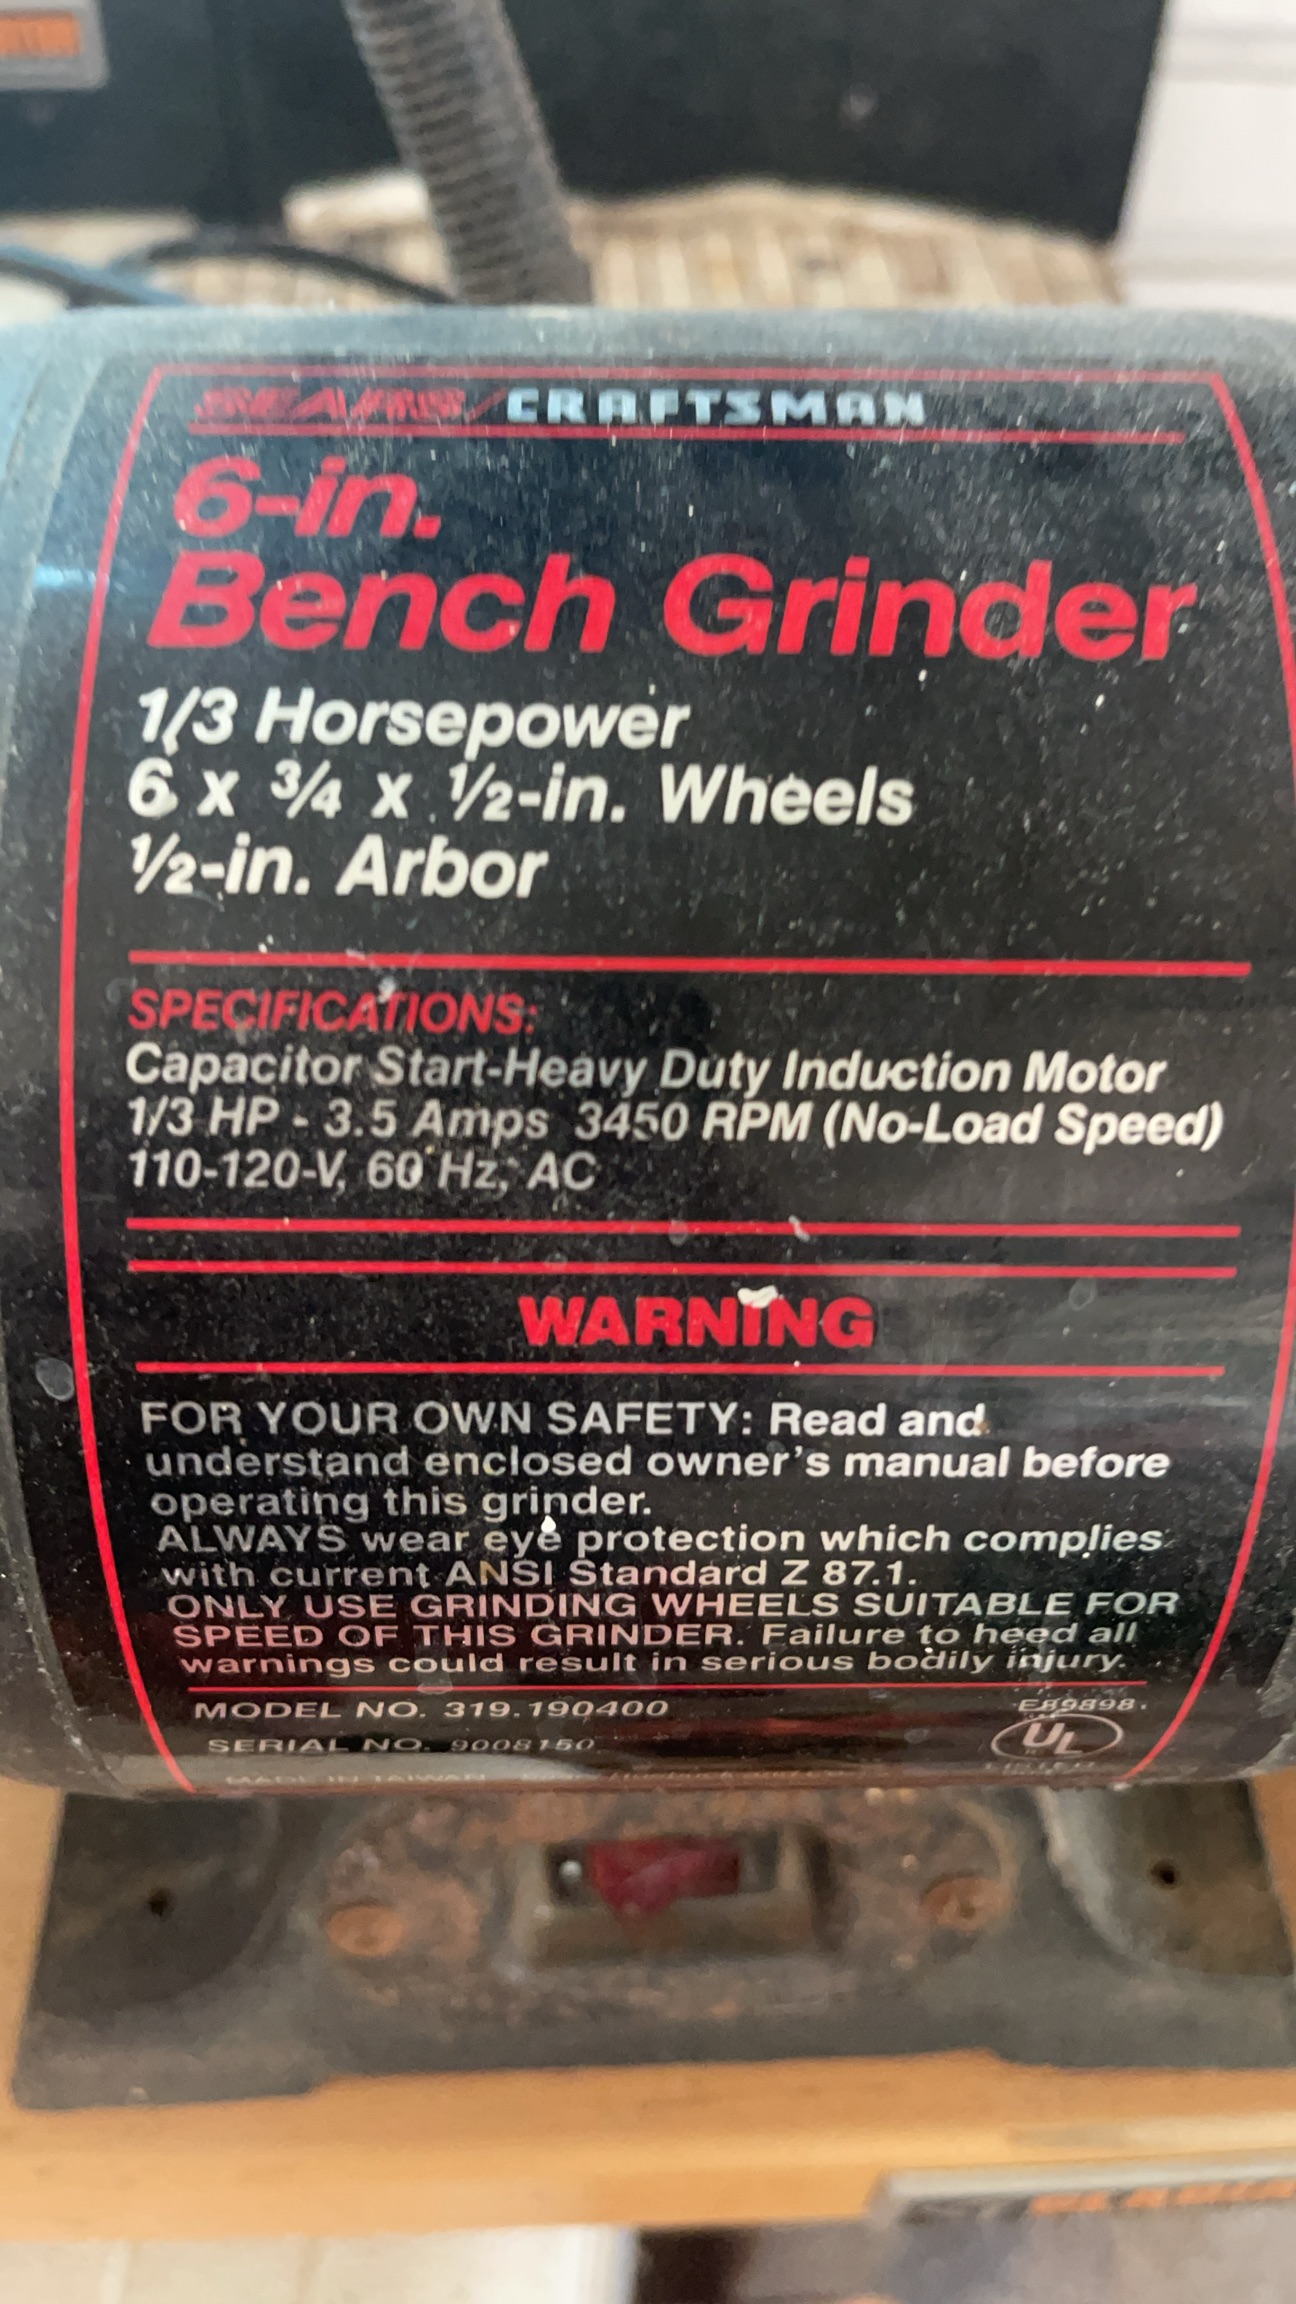 SEARS/CRAFTSMAN
6-in.
Bench Grinder
1/3 Horsepower
6 x 3/4 x 1/2-in. Wheels
1/2-in. Arbor
SPECIFICATIONS:
Capacitor Start-Heavy Duty Induction Motor
1/3 HP - 3.5 Amps 3450 RPM (No-Load Speed)
110-120-V, 60 Hz, AC
WARNING
FOR YOUR OWN SAFETY: Read and
understand enclosed owner's manual before
operating this grinder.
ALWAYS wear eye protection which complies
with current ANSI Standard Z 87.1.
ONLY USE GRINDING WHEELS SUITABLE FOR
SPEED OF THIS GRINDER. Failure to heed all
warnings could result in serious bodily injury.
MODEL NO. 319.190400
E89898
SERIAL NO. 9008150
UL
MADE IN TAIWAN